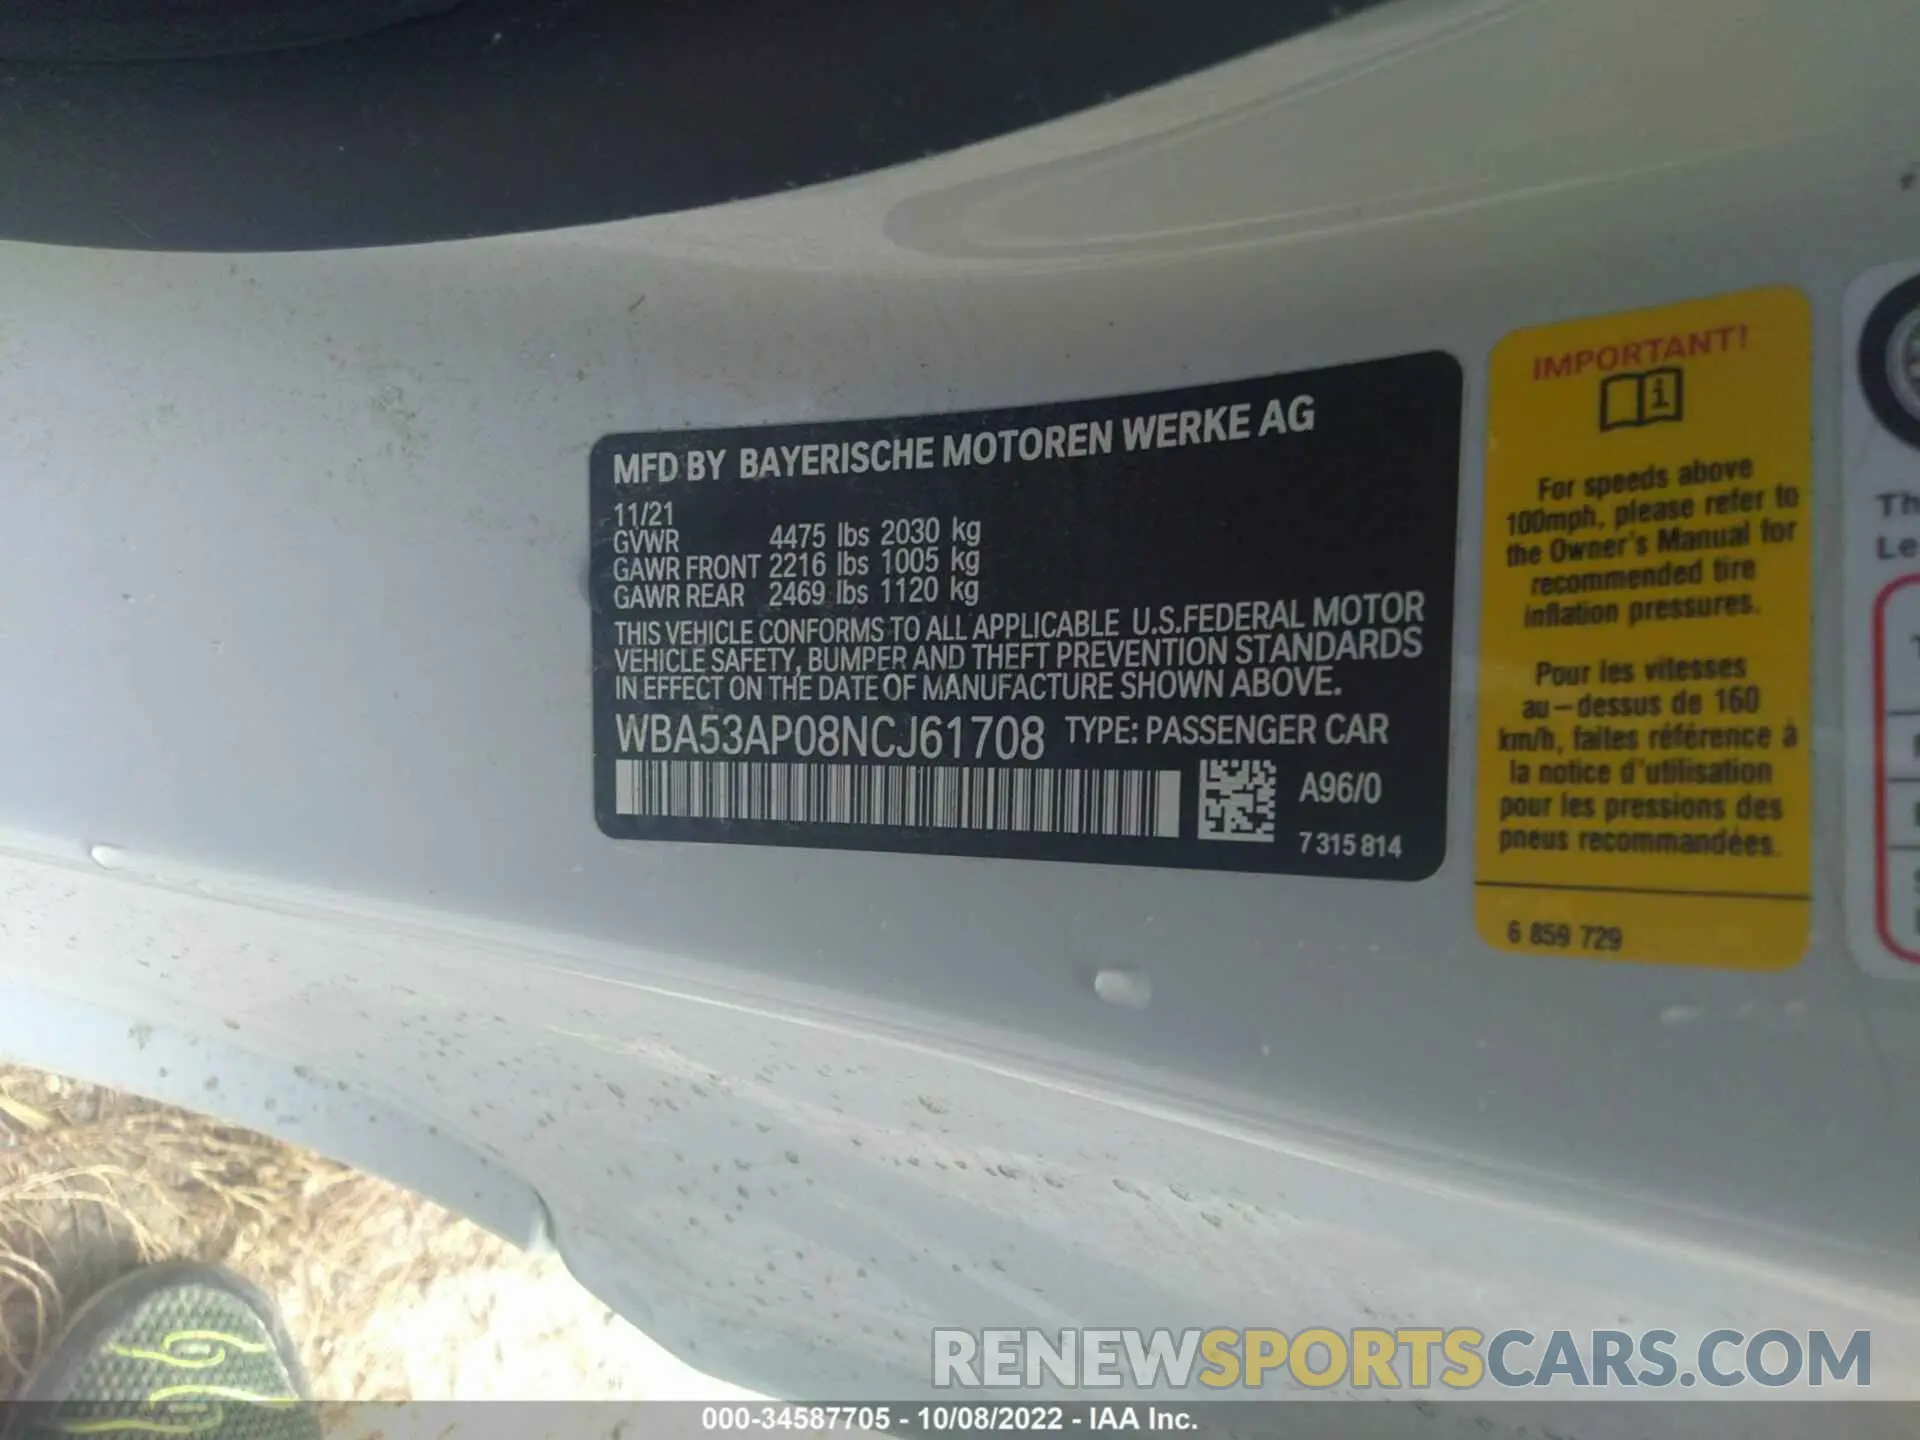 MFD BY BAYERISCHE MOTOREN WERKE AG
11/21
GVWR 4475 lbs 2030 kg
GAWR FRONT 2216 lbs 1005 kg
GAWR REAR 2469 lbs 1120 kg
THIS VEHICLE CONFORMS TO ALL APPLICABLE U.S.FEDERAL MOTOR
VEHICLE SAFETY, BUMPER AND THEFT PREVENTION STANDARDS
IN EFFECT ON THE DATE OF MANUFACTURE SHOWN ABOVE.
WBA53AP08NCJ61708 TYPE: PASSENGER CAR
A96/0
7 315 814
IMPORTANT!
i
For speeds above
100mph, please refer to
the Owner's Manual for
recommended tire
inflation pressures.
Pour les vitesses
au-dessus de 160
km/h, faites référence à
la notice d'utilisation
pour les pressions des
pneus recommandées.
6 859 729
Th
Le
RENEWSPORTSCARS.COM
000-34587705 - 10/08/2022 - IAA Inc.